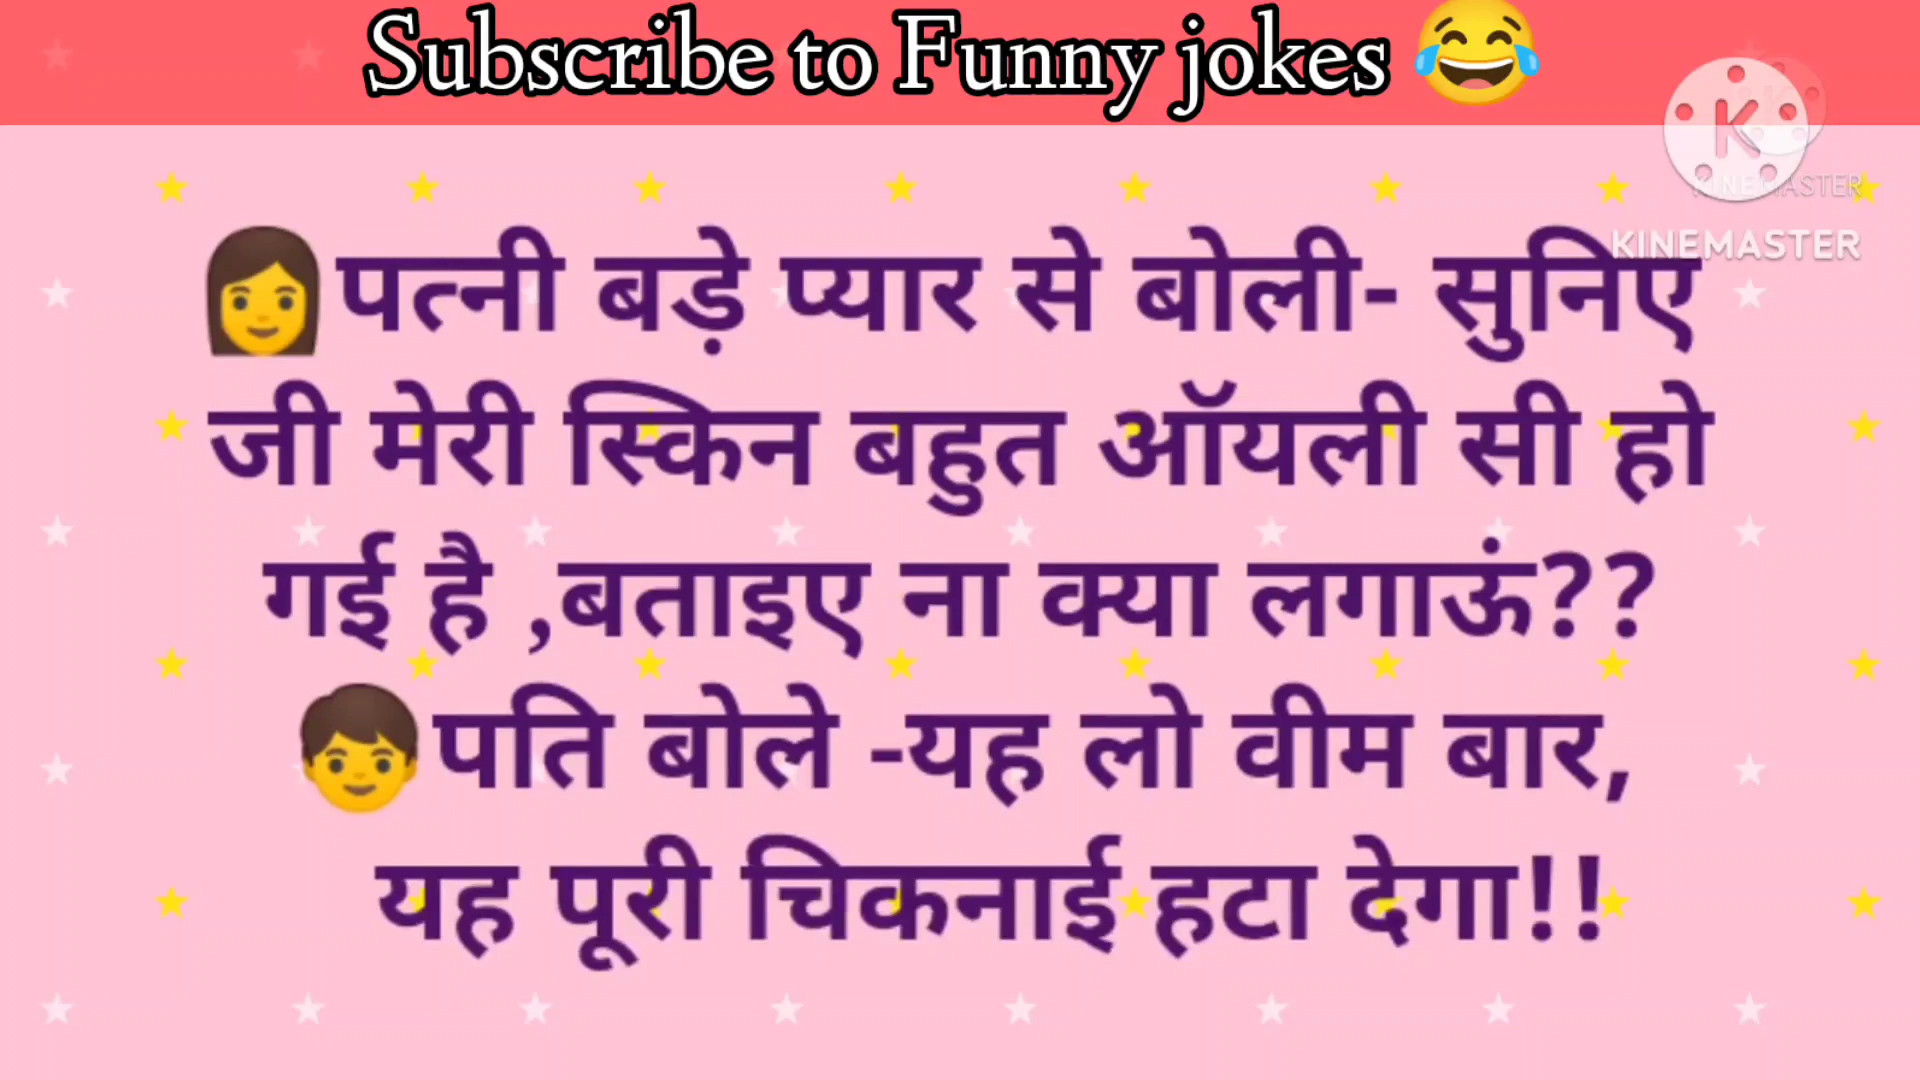 Subscribe to Funny jokes 😂
KINEMASTER
KINEMASTER
👩पत्नी बड़े प्यार से बोली- सुनिए
जी मेरी स्किन बहुत ऑयली सी हो
गई है ,बताइए ना क्या लगाऊं??
👦पति बोले -यह लो वीम बार,
यह पूरी चिकनाई हटा देगा!!